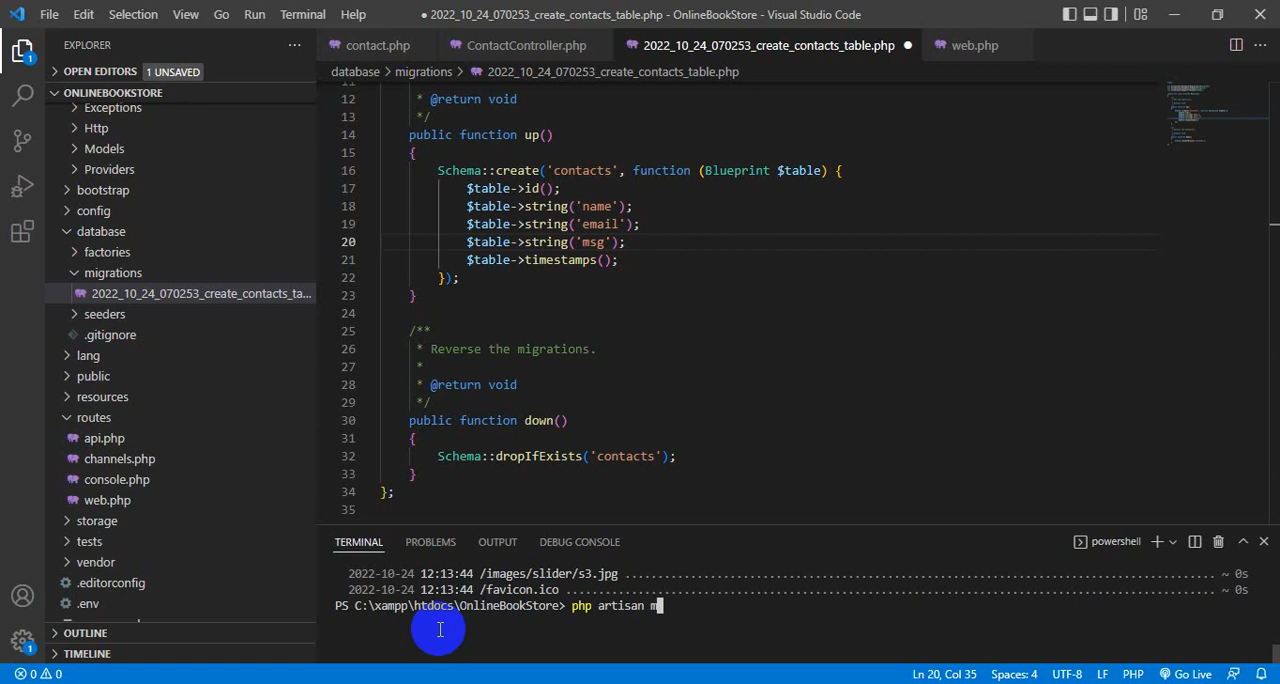 File Edit Selection View Go Run Terminal Help ● 2022_10_24_070253_create_contacts_table.php - OnlineBookStore - Visual Studio Code
EXPLORER ···
contact.php ContactController.php 2022_10_24_070253_create_contacts_table.php ● web.php ···
OPEN EDITORS 1 UNSAVED
database > migrations > 2022_10_24_070253_create_contacts_table.php
ONLINEBOOKSTORE
Exceptions
Http
Models
Providers
bootstrap
config
database
factories
migrations
2022_10_24_070253_create_contacts_ta...
seeders
.gitignore
lang
public
resources
routes
api.php
channels.php
console.php
web.php
storage
tests
vendor
.editorconfig
.env
OUTLINE
TIMELINE
1
1
12 * @return void
13 */
14 public function up()
15 {
16 Schema::create('contacts', function (Blueprint $table) {
17 $table->id();
18 $table->string('name');
19 $table->string('email');
20 $table->string('msg');
21 $table->timestamps();
22 });
23 }
24
25 /**
26 * Reverse the migrations.
27 *
28 * @return void
29 */
30 public function down()
31 {
32 Schema::dropIfExists('contacts');
33 }
34 };
35
TERMINAL PROBLEMS OUTPUT DEBUG CONSOLE powershell
2022-10-24 12:13:44 /images/slider/s3.jpg ........................................................................................ ~ 0s
2022-10-24 12:13:44 /favicon.ico ................................................................................................ ~ 0s
PS C:\xampp\htdocs\OnlineBookStore> php artisan m
0 0 Ln 20, Col 35 Spaces: 4 UTF-8 LF PHP Go Live